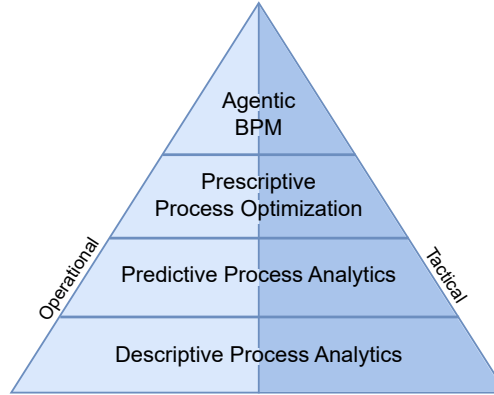 Agentic
BPM
Prescriptive
Process Optimization
Operational
Predictive Process Analytics
Tactical
Descriptive Process Analytics